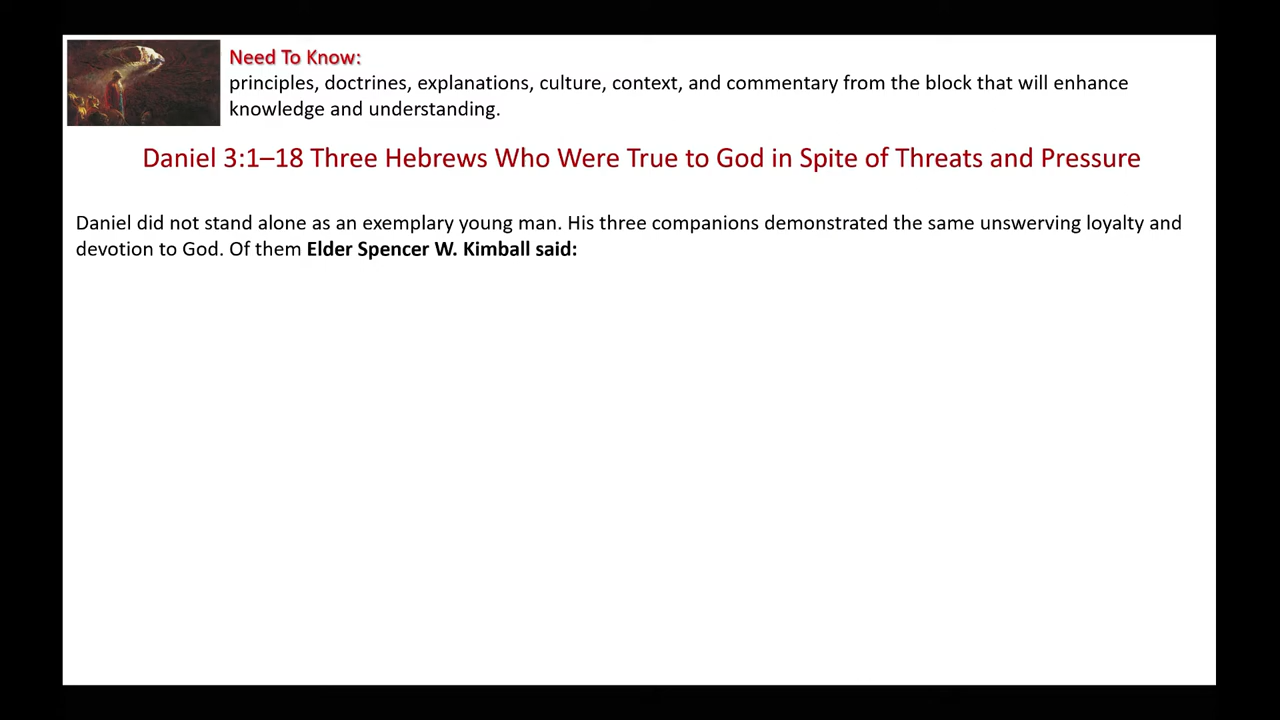 Need To Know:
principles, doctrines, explanations, culture, context, and commentary from the block that will enhance
knowledge and understanding.
Daniel 3:1–18 Three Hebrews Who Were True to God in Spite of Threats and Pressure
Daniel did not stand alone as an exemplary young man. His three companions demonstrated the same unswerving loyalty and
devotion to God. Of them Elder Spencer W. Kimball said: